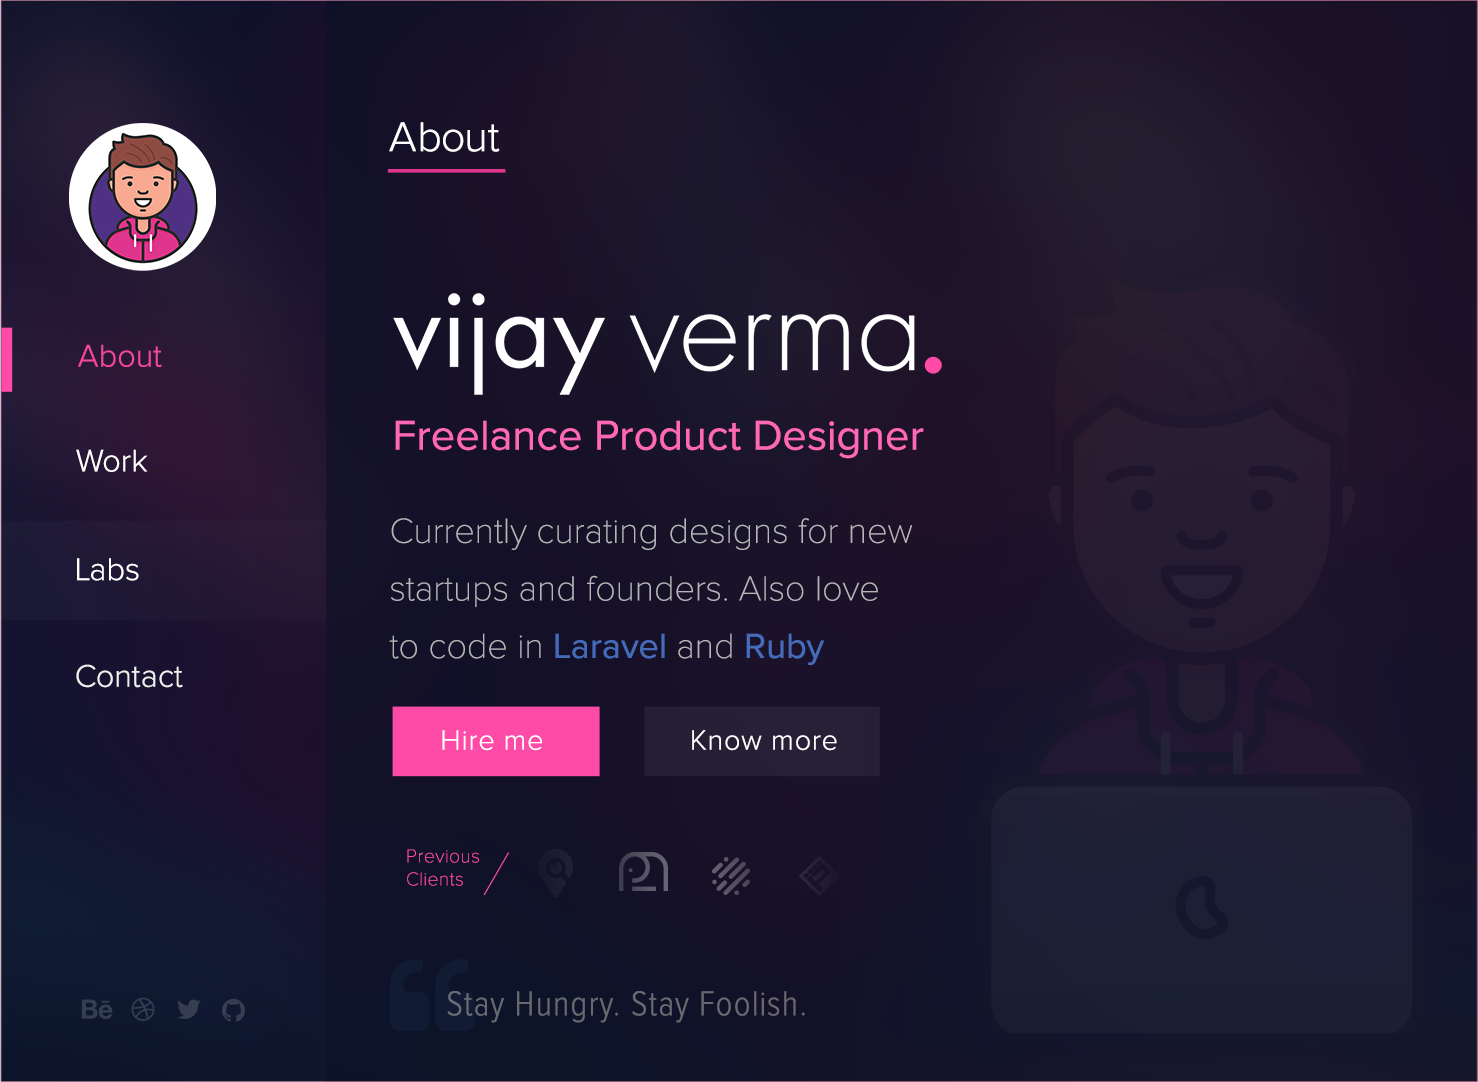 About
Work
Labs
Contact
Bē
About
vijay verma.
Freelance Product Designer
Currently curating designs for new
startups and founders. Also love
to code in Laravel and Ruby
Hire me
Know more
Previous
Clients
“Stay Hungry. Stay Foolish.